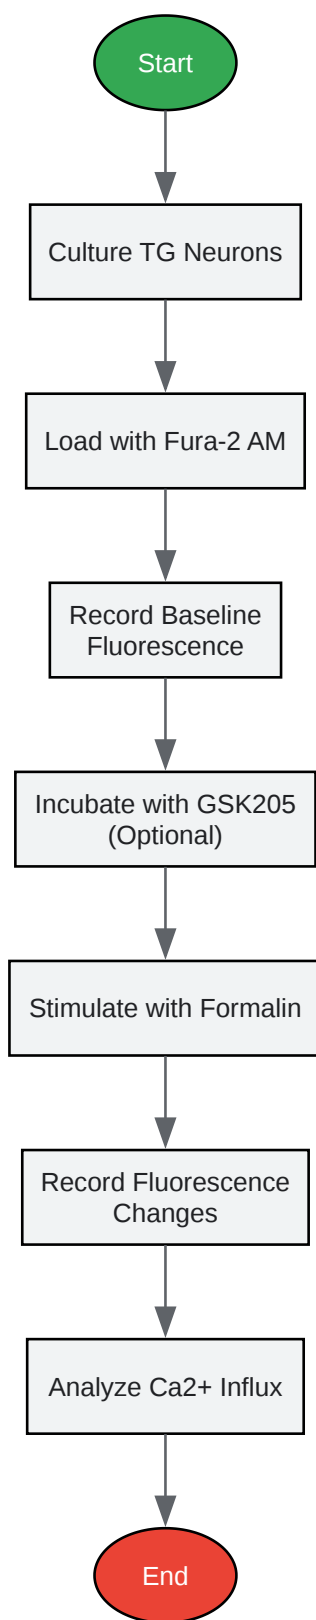 Start
Culture TG Neurons
Load with Fura-2 AM
Record Baseline
Fluorescence
Incubate with GSK205
(Optional)
Stimulate with Formalin
Record Fluorescence
Changes
Analyze Ca2+ Influx
End